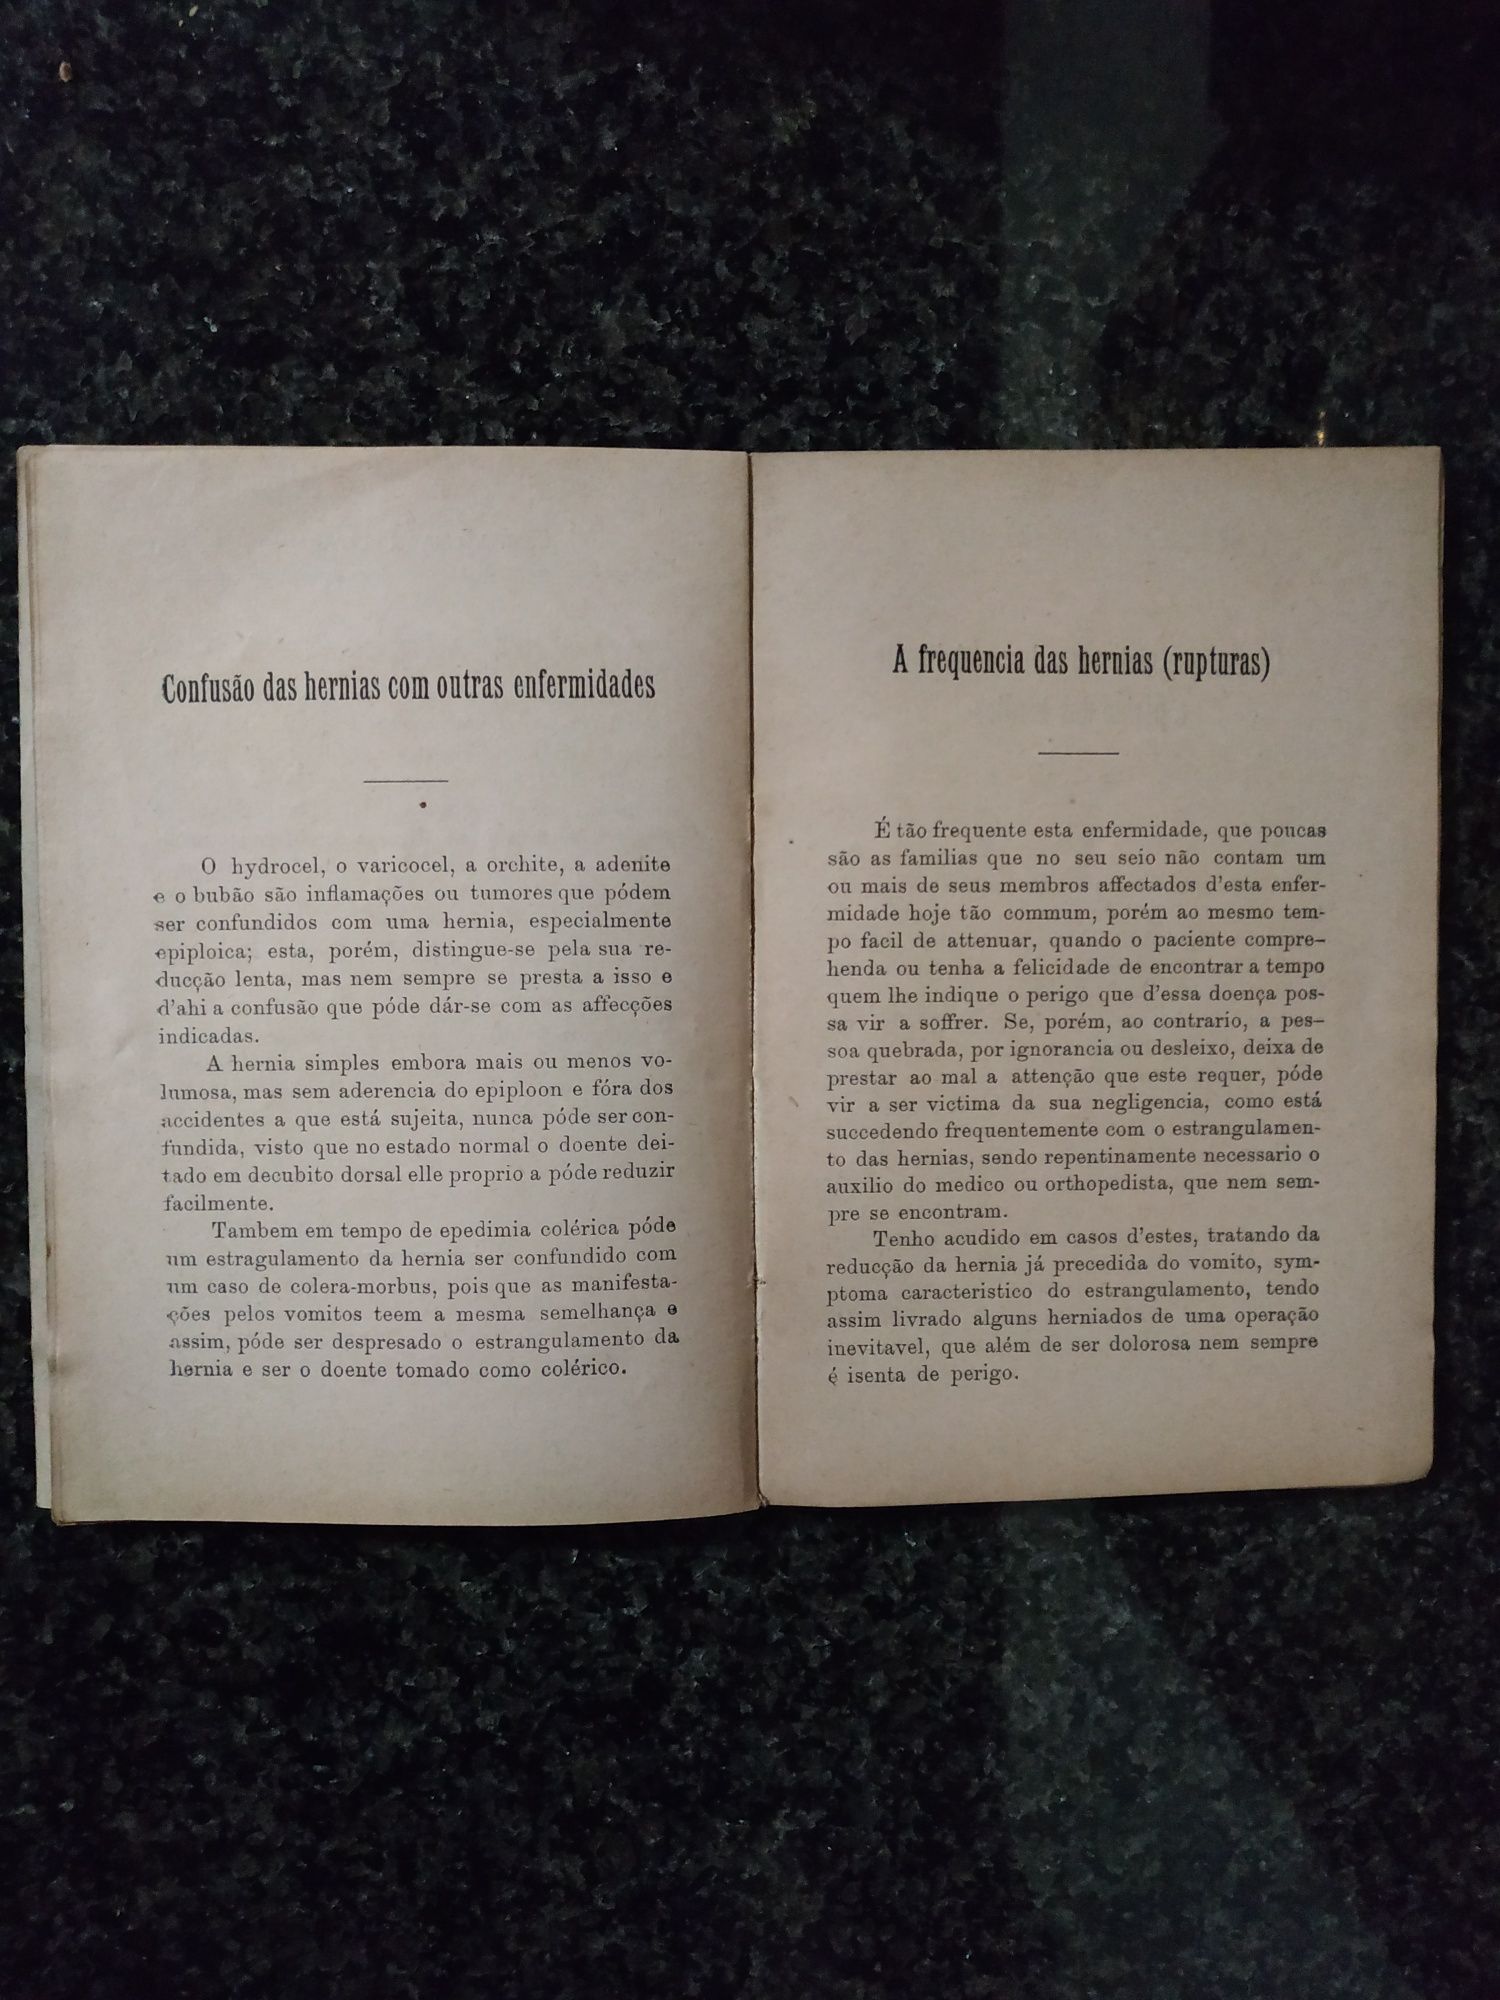 Confusão das hernias com outras enfermidades
O hydrocel, o varicocel, a orchite, a adenite
e o bubão são inflamações ou tumores que pódem
ser confundidos com uma hernia, especialmente
epiploica; esta, porém, distingue-se pela sua re-
ducção lenta, mas nem sempre se presta a isso e
d'ahi a confusão que póde dár-se com as affecções
indicadas.
A hernia simples embora mais ou menos vo-
lumosa, mas sem aderencia do epiploon e fóra dos
accidentes a que está sujeita, nunca póde ser con-
fundida, visto que no estado normal o doente dei-
tado em decubito dorsal elle proprio a póde reduzir
facilmente.
Tambem em tempo de epedimia colérica póde
um estragulamento da hernia ser confundido com
um caso de colera-morbus, pois que as manifesta-
ções pelos vomitos teem a mesma semelhança e
assim, póde ser despresado o estrangulamento da
hernia e ser o doente tomado como colérico.
A frequencia das hernias (rupturas)
É tão frequente esta enfermidade, que poucas
são as familias que no seu seio não contam um
ou mais de seus membros affectados d'esta enfer-
midade hoje tão commum, porém ao mesmo tem-
po facil de attenuar, quando o paciente compre-
henda ou tenha a felicidade de encontrar a tempo
quem lhe indique o perigo que d'essa doença pos-
sa vir a soffrer. Se, porém, ao contrario, a pes-
soa quebrada, por ignorancia ou desleixo, deixa de
prestar ao mal a attenção que este requer, póde
vir a ser victima da sua negligencia, como está
succedendo frequentemente com o estrangulamen-
to das hernias, sendo repentinamente necessario o
auxilio do medico ou orthopedista, que nem sem-
pre se encontram.
Tenho acudido em casos d'estes, tratando da
reducção da hernia já precedida do vomito, sym-
ptoma caracteristico do estrangulamento, tendo
assim livrado alguns herniados de uma operação
inevitavel, que além de ser dolorosa nem sempre
é isenta de perigo.